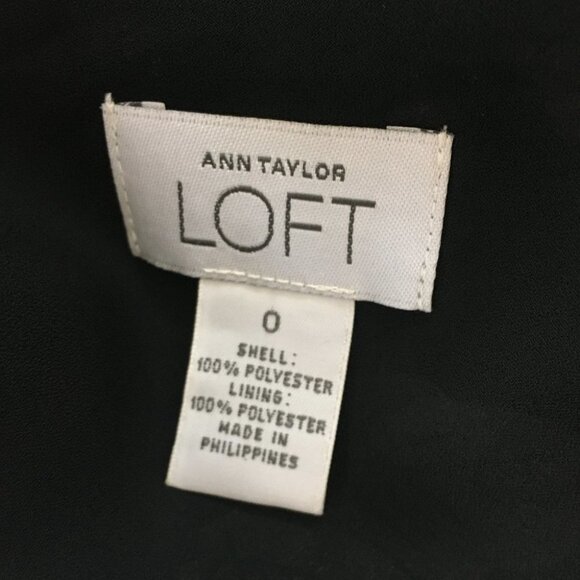 ANN TAYLOR
LOFT
0
SHELL:
100% POLYESTER
LINING:
100% POLYESTER
MADE IN
PHILIPPINES